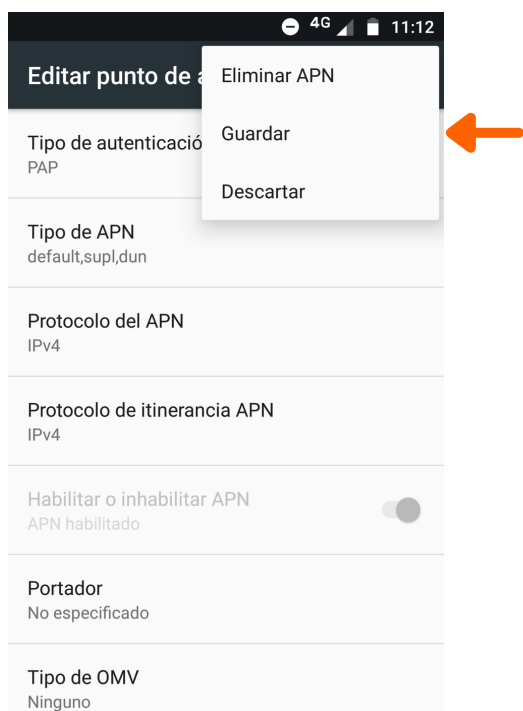 4G 11:12
Editar punto de a
Eliminar APN
Guardar
Descartar
Tipo de autenticació
PAP
Tipo de APN
default,supl,dun
Protocolo del APN
IPv4
Protocolo de itinerancia APN
IPv4
Habilitar o inhabilitar APN
APN habilitado
Portador
No especificado
Tipo de OMV
Ninguno